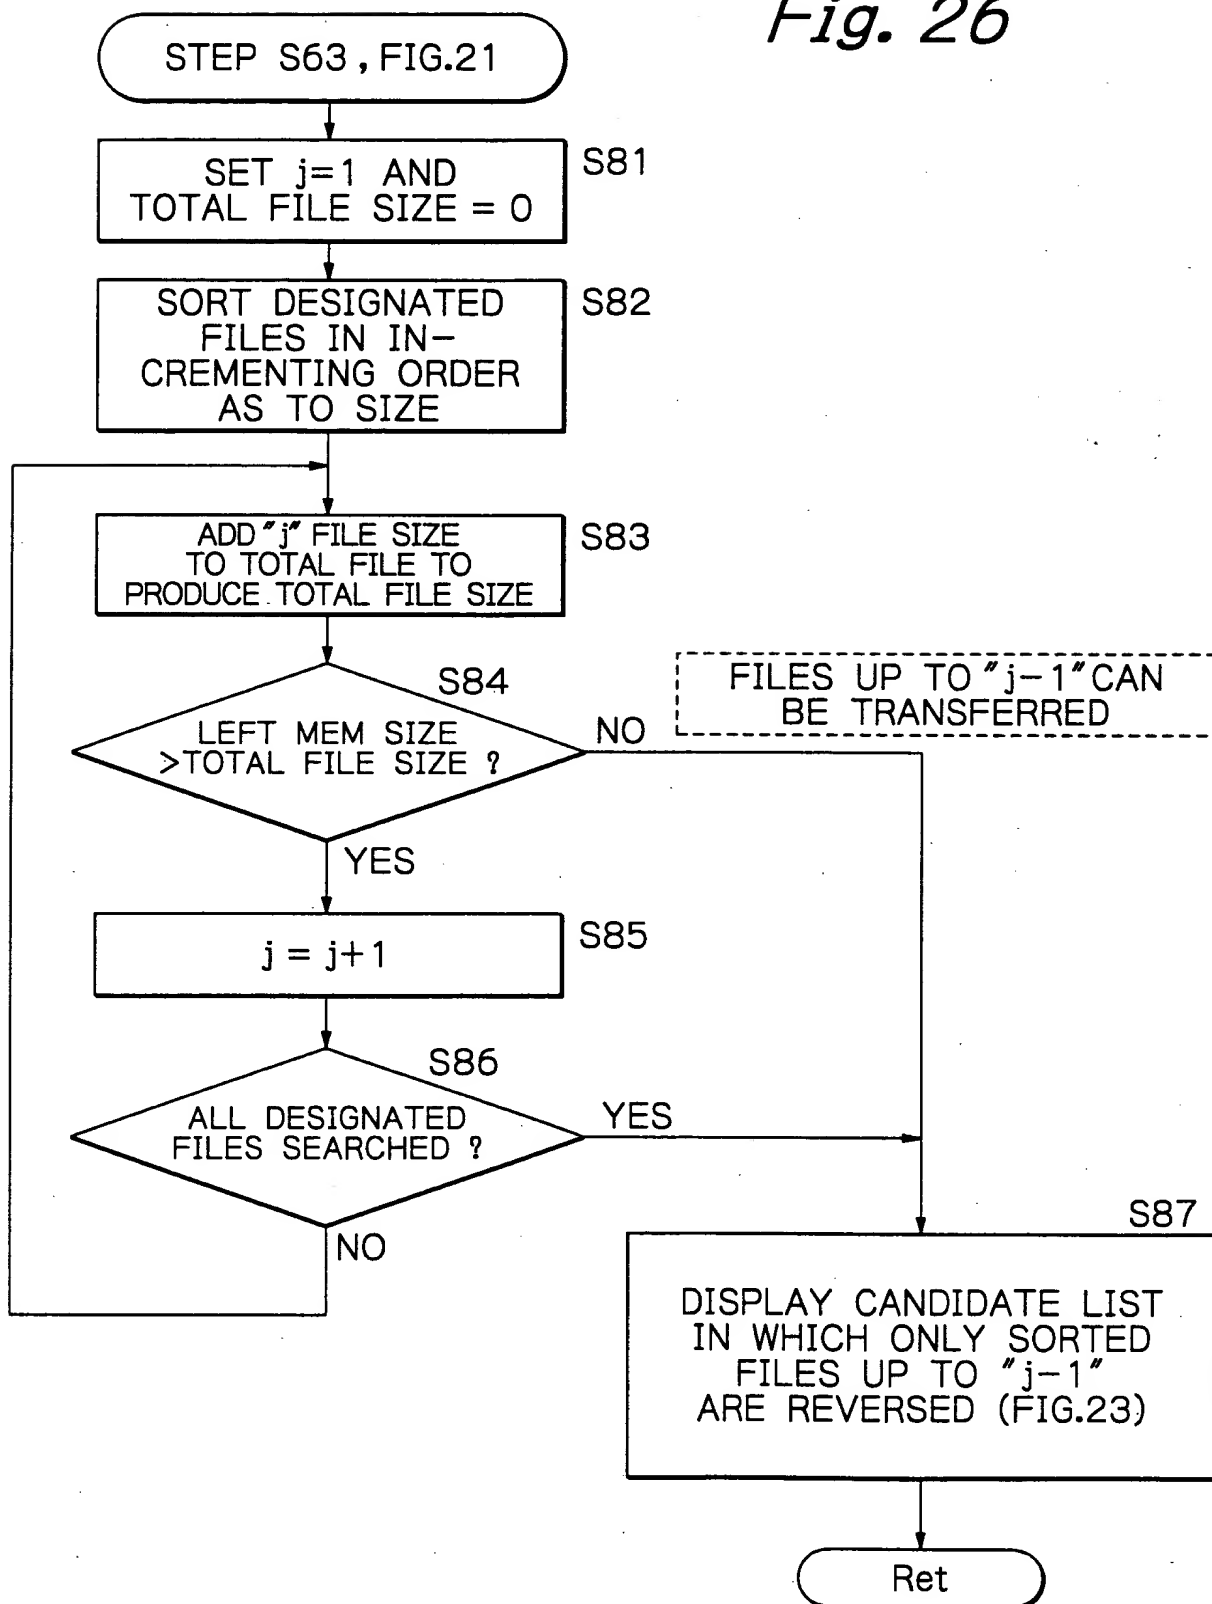 Fig. 26
STEP S63, FIG.21
SET j=1 AND
TOTAL FILE SIZE = 0
S81
SORT DESIGNATED
FILES IN IN-
CREMENTING ORDER
AS TO SIZE
S82
ADD "j" FILE SIZE
TO TOTAL FILE TO
PRODUCE TOTAL FILE SIZE
S83
S84
LEFT MEM SIZE
>TOTAL FILE SIZE ?
NO
YES
FILES UP TO "j-1" CAN
BE TRANSFERRED
j = j+1
S85
S86
ALL DESIGNATED
FILES SEARCHED ?
YES
NO
S87
DISPLAY CANDIDATE LIST
IN WHICH ONLY SORTED
FILES UP TO "j-1"
ARE REVERSED (FIG.23)
Ret